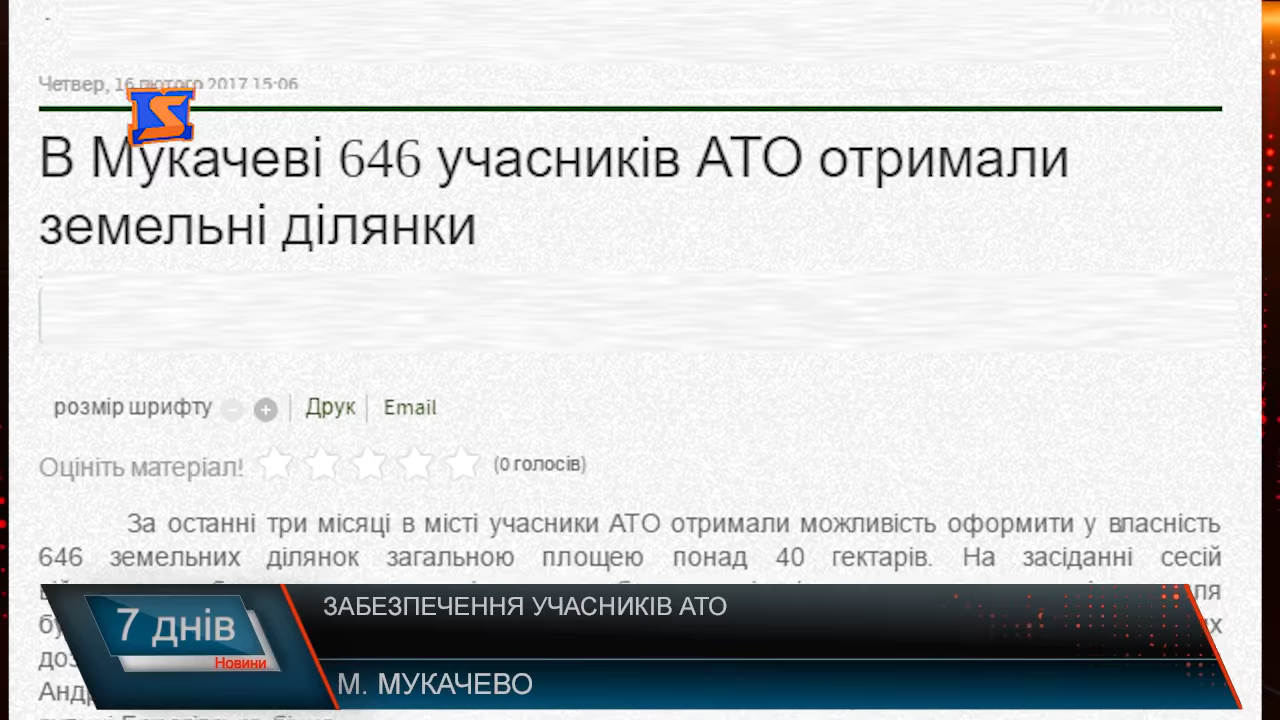 Четвер, 16 лютого 2017 15:06
В Мукачеві 646 учасників АТО отримали
земельні ділянки
розмір шрифту
Друк
Email
Оцініть матеріал!
(0 голосів)
За останні три місяці в місті учасники АТО отримали можливість оформити у власність
646 земельних ділянок загальною площею понад 40 гектарів. На засіданні сесій
7 днів
Новини
ЗАБЕЗПЕЧЕННЯ УЧАСНИКІВ АТО
М. МУКАЧЕВО